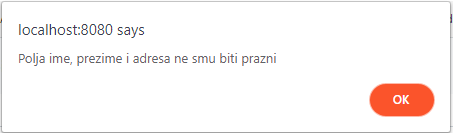 localhost:8080 says
Polja ime, prezime i adresa ne smu biti prazni
OK